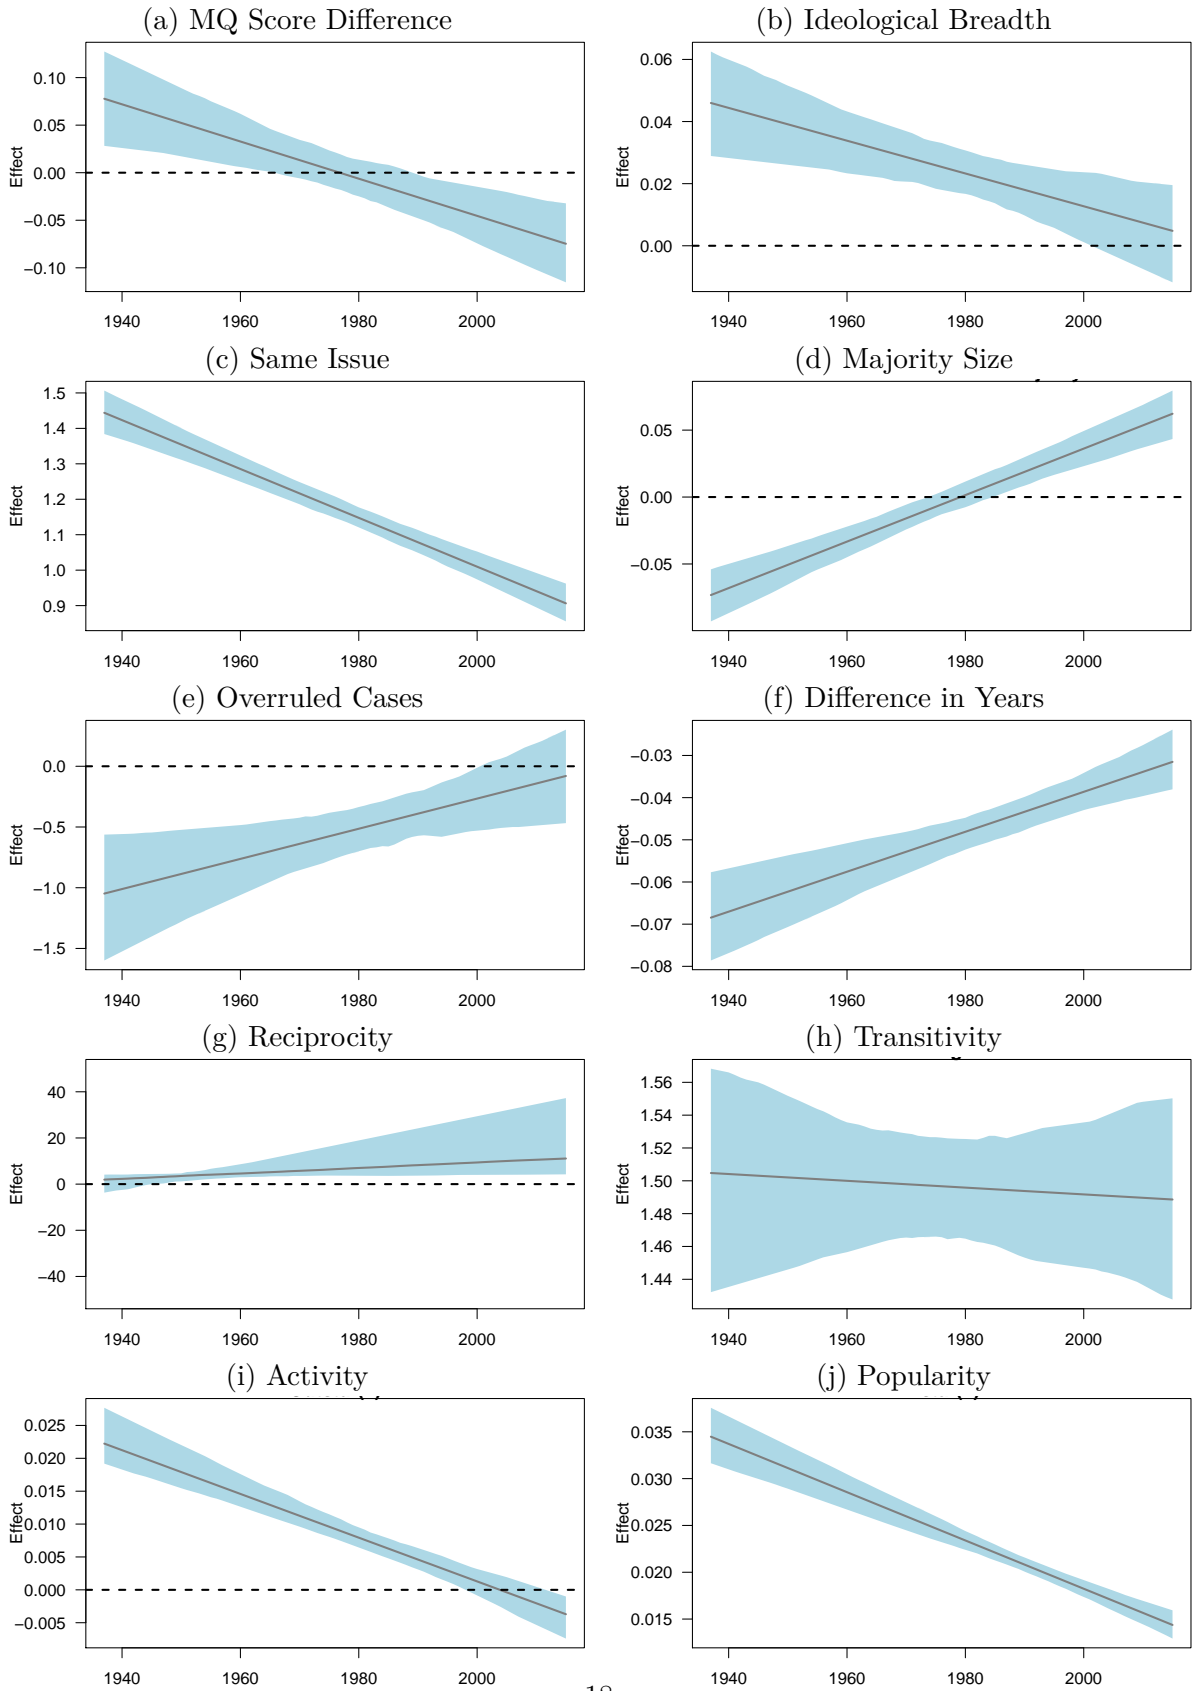 (a) MQ Score Difference
(b) Ideological Breadth
Effect
0.10
0.05
0.00
−0.05
−0.10
1940 1960 1980 2000
Effect
0.06
0.04
0.02
0.00
1940 1960 1980 2000
(c) Same Issue
(d) Majority Size
Effect
1.5
1.4
1.3
1.2
1.1
1.0
0.9
1940 1960 1980 2000
Effect
0.05
0.00
−0.05
1940 1960 1980 2000
(e) Overruled Cases
(f) Difference in Years
Effect
0.0
−0.5
−1.0
−1.5
1940 1960 1980 2000
Effect
−0.03
−0.04
−0.05
−0.06
−0.07
−0.08
1940 1960 1980 2000
(g) Reciprocity
(h) Transitivity
Effect
40
20
0
−20
−40
1940 1960 1980 2000
Effect
1.56
1.54
1.52
1.50
1.48
1.46
1.44
1940 1960 1980 2000
(i) Activity
(j) Popularity
Effect
0.025
0.020
0.015
0.010
0.005
0.000
−0.005
1940 1960 1980 2000
Effect
0.035
0.030
0.025
0.020
0.015
1940 1960 1980 2000